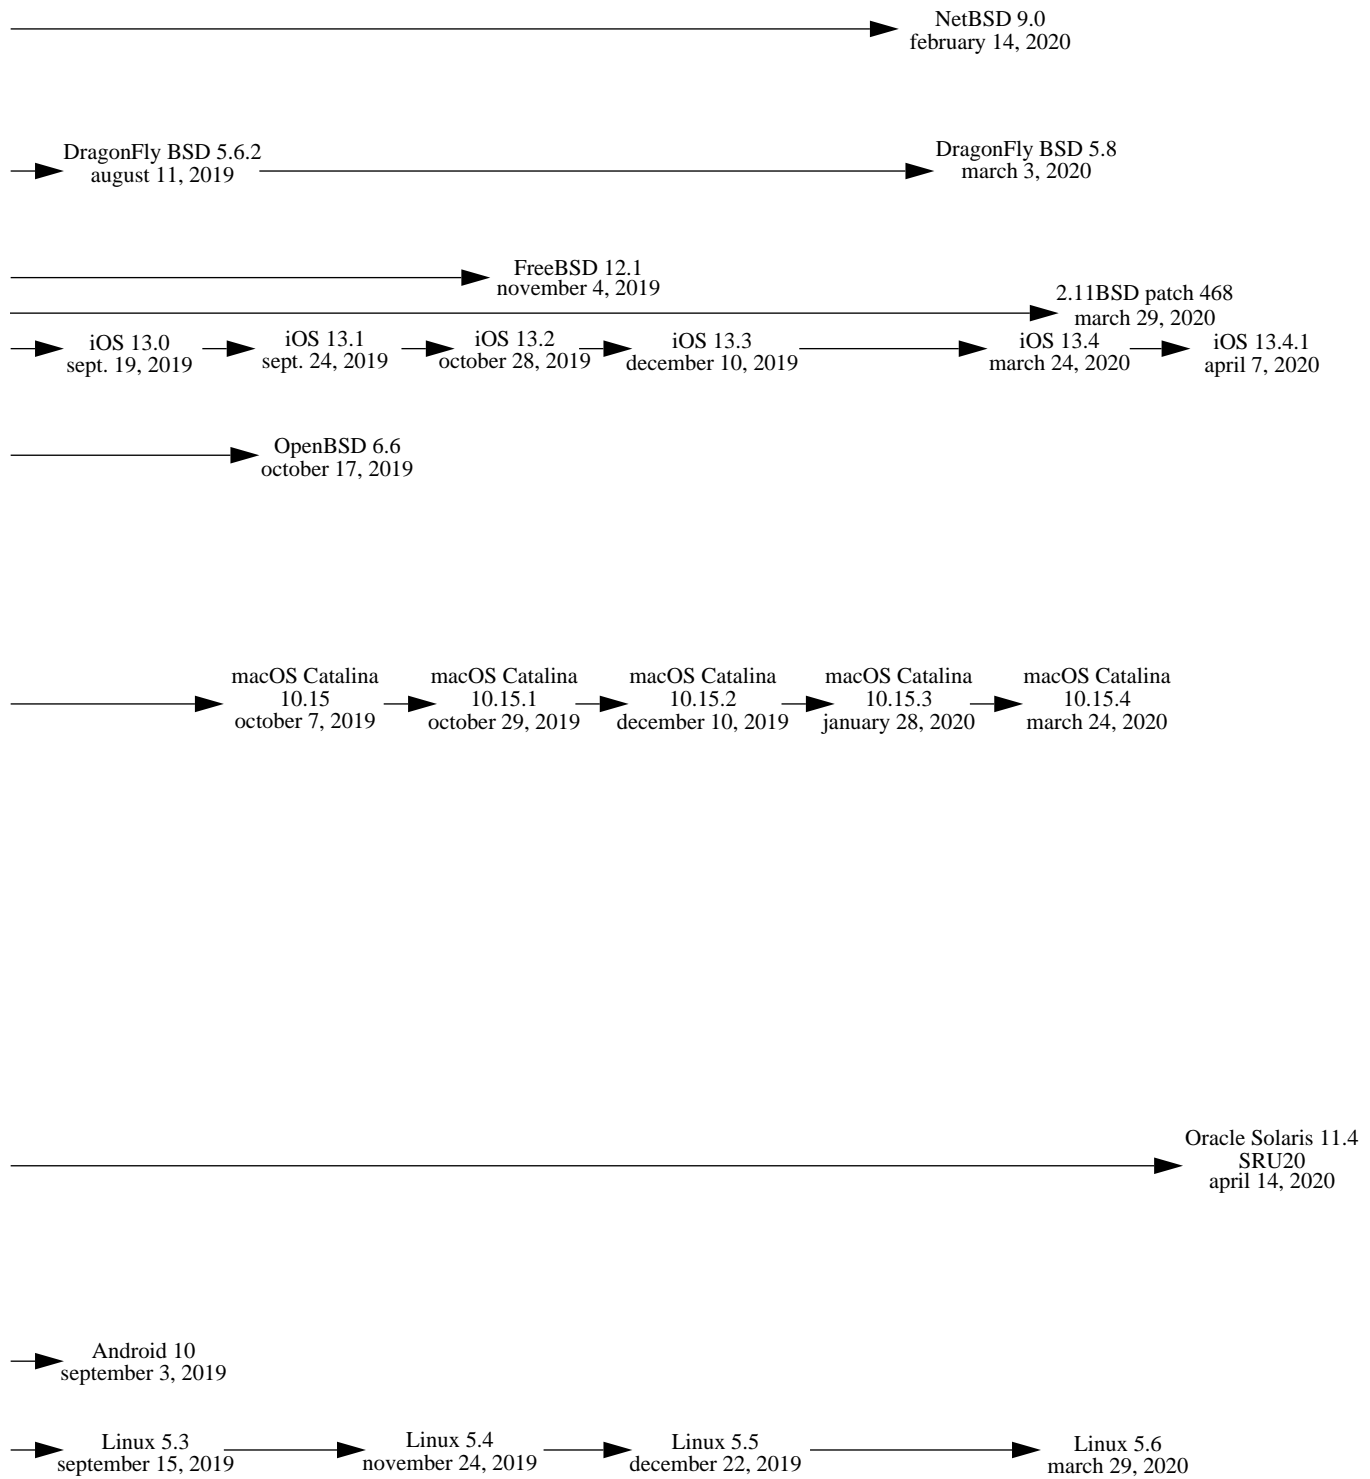 NetBSD 9.0
february 14, 2020
DragonFly BSD 5.6.2
august 11, 2019
DragonFly BSD 5.8
march 3, 2020
FreeBSD 12.1
november 4, 2019
2.11BSD patch 468
march 29, 2020
iOS 13.0
sept. 19, 2019
iOS 13.1
sept. 24, 2019
iOS 13.2
october 28, 2019
iOS 13.3
december 10, 2019
iOS 13.4
march 24, 2020
iOS 13.4.1
april 7, 2020
OpenBSD 6.6
october 17, 2019
macOS Catalina
10.15
october 7, 2019
macOS Catalina
10.15.1
october 29, 2019
macOS Catalina
10.15.2
december 10, 2019
macOS Catalina
10.15.3
january 28, 2020
macOS Catalina
10.15.4
march 24, 2020
Oracle Solaris 11.4
SRU20
april 14, 2020
Android 10
september 3, 2019
Linux 5.3
september 15, 2019
Linux 5.4
november 24, 2019
Linux 5.5
december 22, 2019
Linux 5.6
march 29, 2020